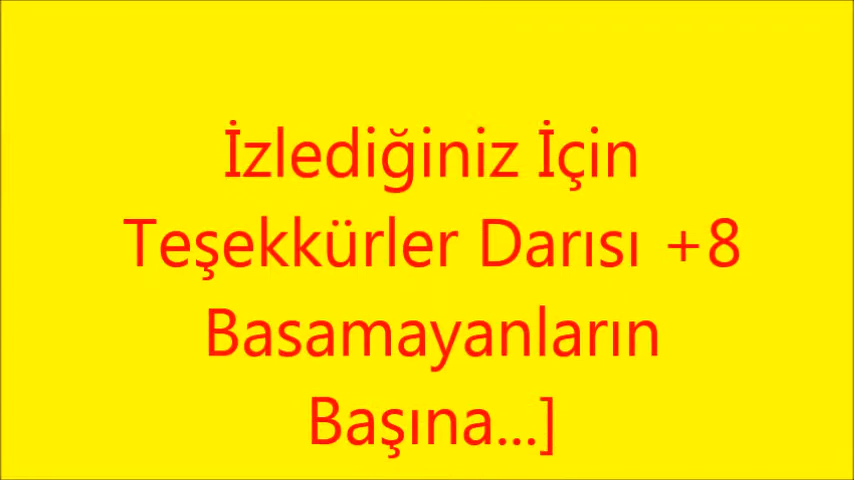 İzlediğiniz İçin
Teşekkürler Darısı +8
Basamayanların
Başına...]